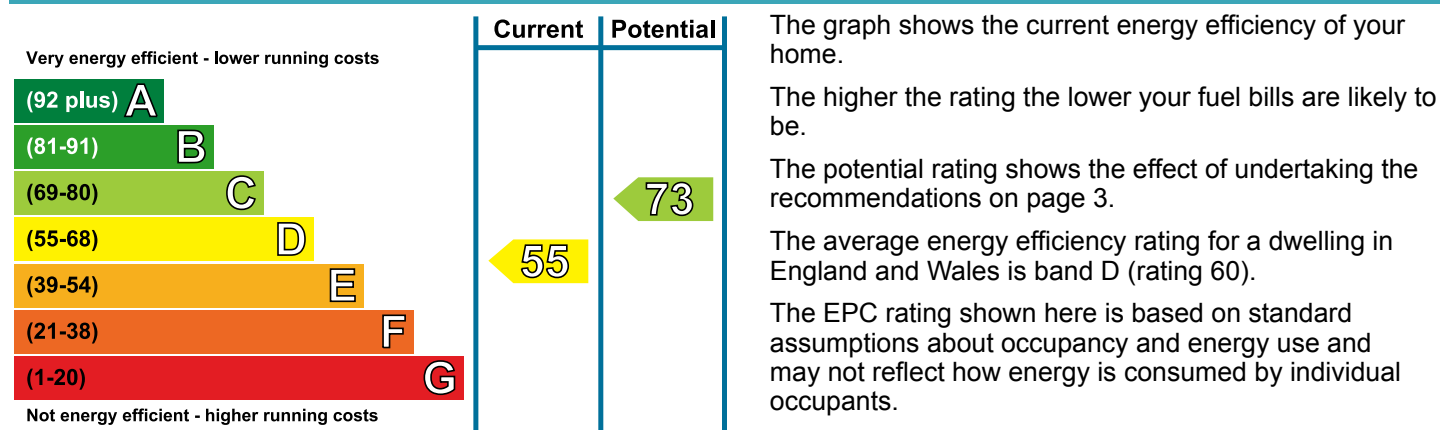 Current Potential
Very energy efficient - lower running costs
(92 plus) A
(81-91) B
(69-80) C
73
(55-68) D
55
(39-54) E
(21-38) F
(1-20) G
Not energy efficient - higher running costs
The graph shows the current energy efficiency of your
home.
The higher the rating the lower your fuel bills are likely to
be.
The potential rating shows the effect of undertaking the
recommendations on page 3.
The average energy efficiency rating for a dwelling in
England and Wales is band D (rating 60).
The EPC rating shown here is based on standard
assumptions about occupancy and energy use and
may not reflect how energy is consumed by individual
occupants.